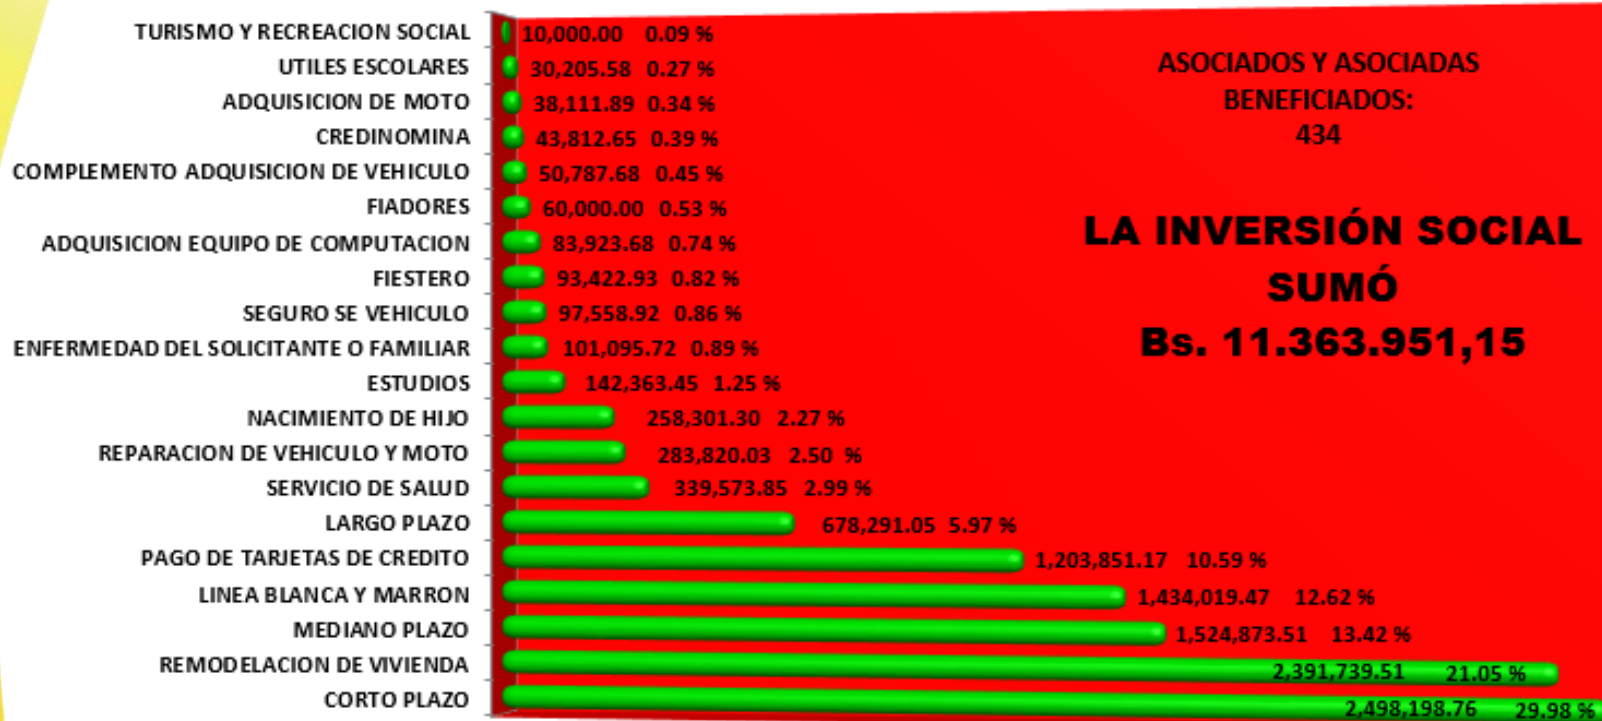 TURISMO Y RECREACION SOCIAL 10,000.00 0.09 %
UTILES ESCOLARES 30,205.58 0.27 %
ADQUISICION DE MOTO 38,111.89 0.34 %
CREDINOMINA 43,812.65 0.39 %
COMPLEMENTO ADQUISICION DE VEHICULO 50,787.68 0.45 %
FIADORES 60,000.00 0.53 %
ADQUISICION EQUIPO DE COMPUTACION 83,923.68 0.74 %
FIESTERO 93,422.93 0.82 %
SEGURO SE VEHICULO 97,558.92 0.86 %
ENFERMEDAD DEL SOLICITANTE O FAMILIAR 101,095.72 0.89 %
ESTUDIOS 142,363.45 1.25 %
NACIMIENTO DE HIJO 258,301.30 2.27 %
REPARACION DE VEHICULO Y MOTO 283,820.03 2.50 %
SERVICIO DE SALUD 339,573.85 2.99 %
LARGO PLAZO 678,291.05 5.97 %
PAGO DE TARJETAS DE CREDITO 1,203,851.17 10.59 %
LINEA BLANCA Y MARRON 1,434,019.47 12.62 %
MEDIANO PLAZO 1,524,873.51 13.42 %
REMODELACION DE VIVIENDA 2,391,739.51 21.05 %
CORTO PLAZO 2,498,198.76 29.98 %
ASOCIADOS Y ASOCIADAS
BENEFICIADOS:
434
LA INVERSIÓN SOCIAL
SUMÓ
Bs. 11.363.951,15